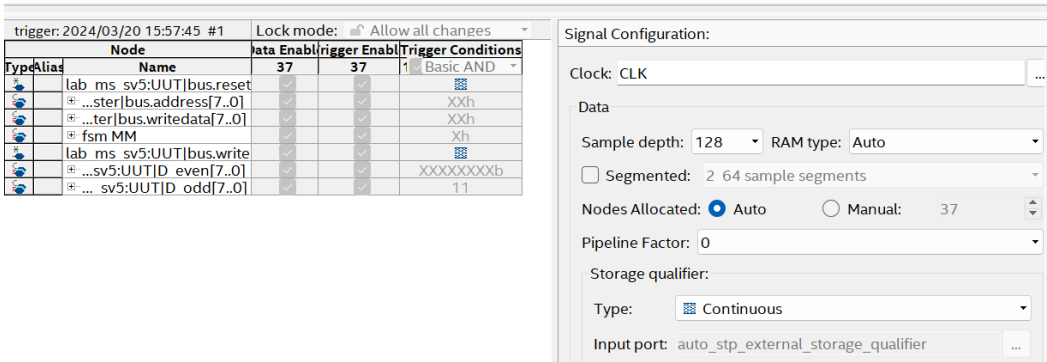 trigger: 2024/03/20 15:57:45 #1 Lock mode: Allow all changes
Node Data Enabl Trigger Enabl Trigger Conditions
Type Alias Name 37 37 1 Basic AND
lab_ms_sv5:UUT|bus.reset
...ster|bus.address[7..0] XXh
...ter|bus.writedata[7..0] XXh
fsm MM Xh
lab_ms_sv5:UUT|bus.write
...sv5:UUT|D_even[7..0] XXXXXXXXb
..._sv5:UUT|D_odd[7..0] 11
Signal Configuration:
Clock: CLK ...
Data
Sample depth: 128 RAM type: Auto
Segmented: 2 64 sample segments
Nodes Allocated: Auto Manual: 37
Pipeline Factor: 0
Storage qualifier:
Type: Continuous
Input port: auto_stp_external_storage_qualifier ...